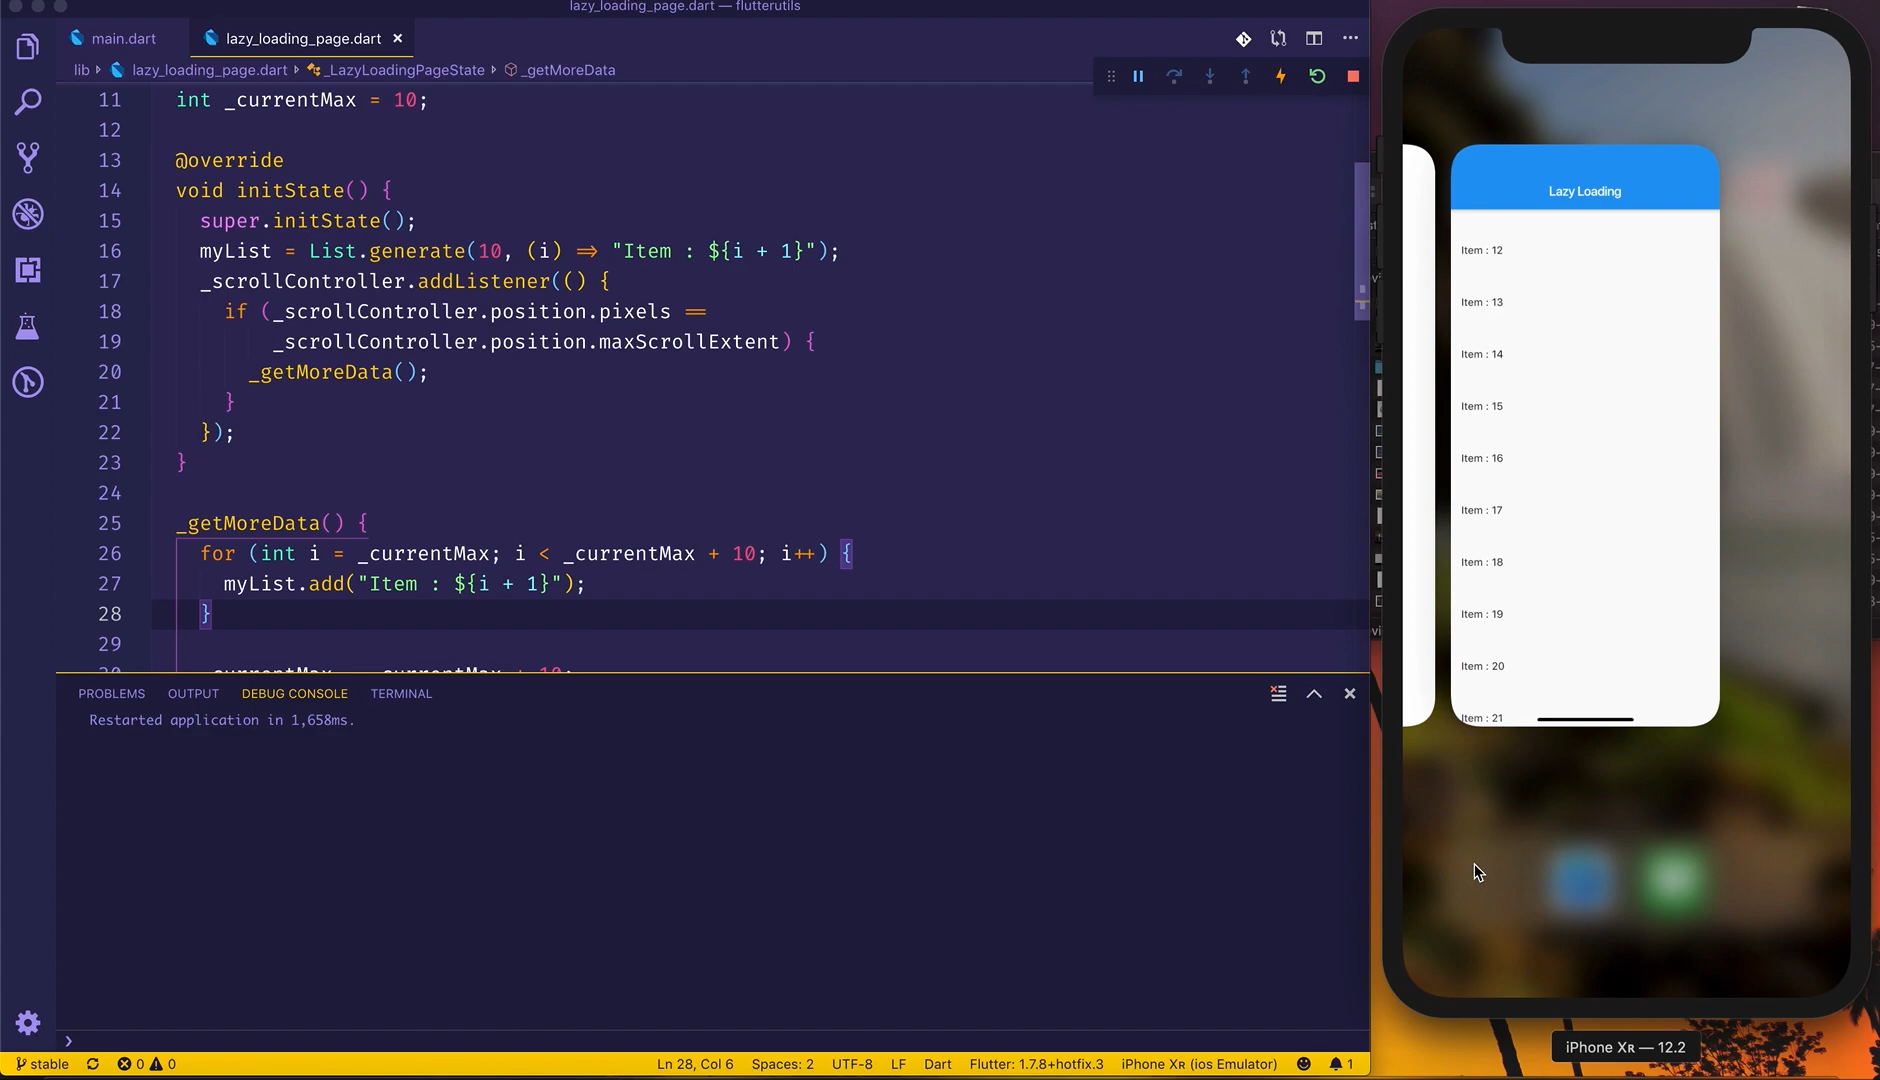 lazy_loading_page.dart — flutterutils
main.dart
lazy_loading_page.dart
lib
lazy_loading_page.dart
_LazyLoadingPageState
_getMoreData
11 int _currentMax = 10;
12
13 @override
14 void initState() {
15 super.initState();
16 myList = List.generate(10, (i) => "Item : ${i + 1}");
17 _scrollController.addListener(() {
18 if (_scrollController.position.pixels ==
19 _scrollController.position.maxScrollExtent) {
20 _getMoreData();
21 }
22 });
23 }
24
25 _getMoreData() {
26 for (int i = _currentMax; i < _currentMax + 10; i++) {
27 myList.add("Item : ${i + 1}");
28 }
29
30 _currentMax = _currentMax + 10;
PROBLEMS OUTPUT DEBUG CONSOLE TERMINAL
Restarted application in 1,658ms.
stable 0 0 Ln 28, Col 6 Spaces: 2 UTF-8 LF Dart Flutter: 1.7.8+hotfix.3 iPhone Xʀ (ios Emulator) 1
Lazy Loading
Item : 12
Item : 13
Item : 14
Item : 15
Item : 16
Item : 17
Item : 18
Item : 19
Item : 20
Item : 21
iPhone Xʀ — 12.2